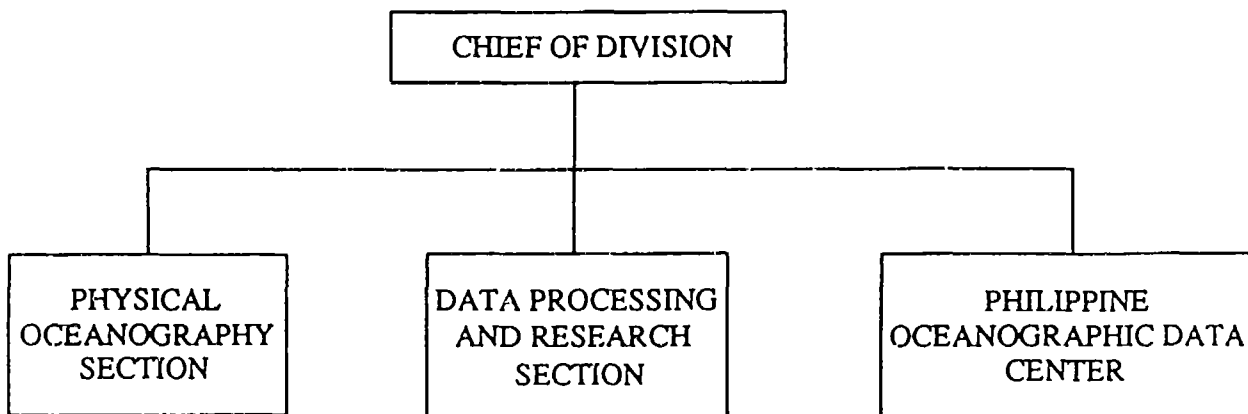 CHIEF OF DIVISION
PHYSICAL
OCEANOGRAPHY
SECTION
DATA PROCESSING
AND RESEARCH
SECTION
PHILIPPINE
OCEANOGRAPHIC DATA
CENTER